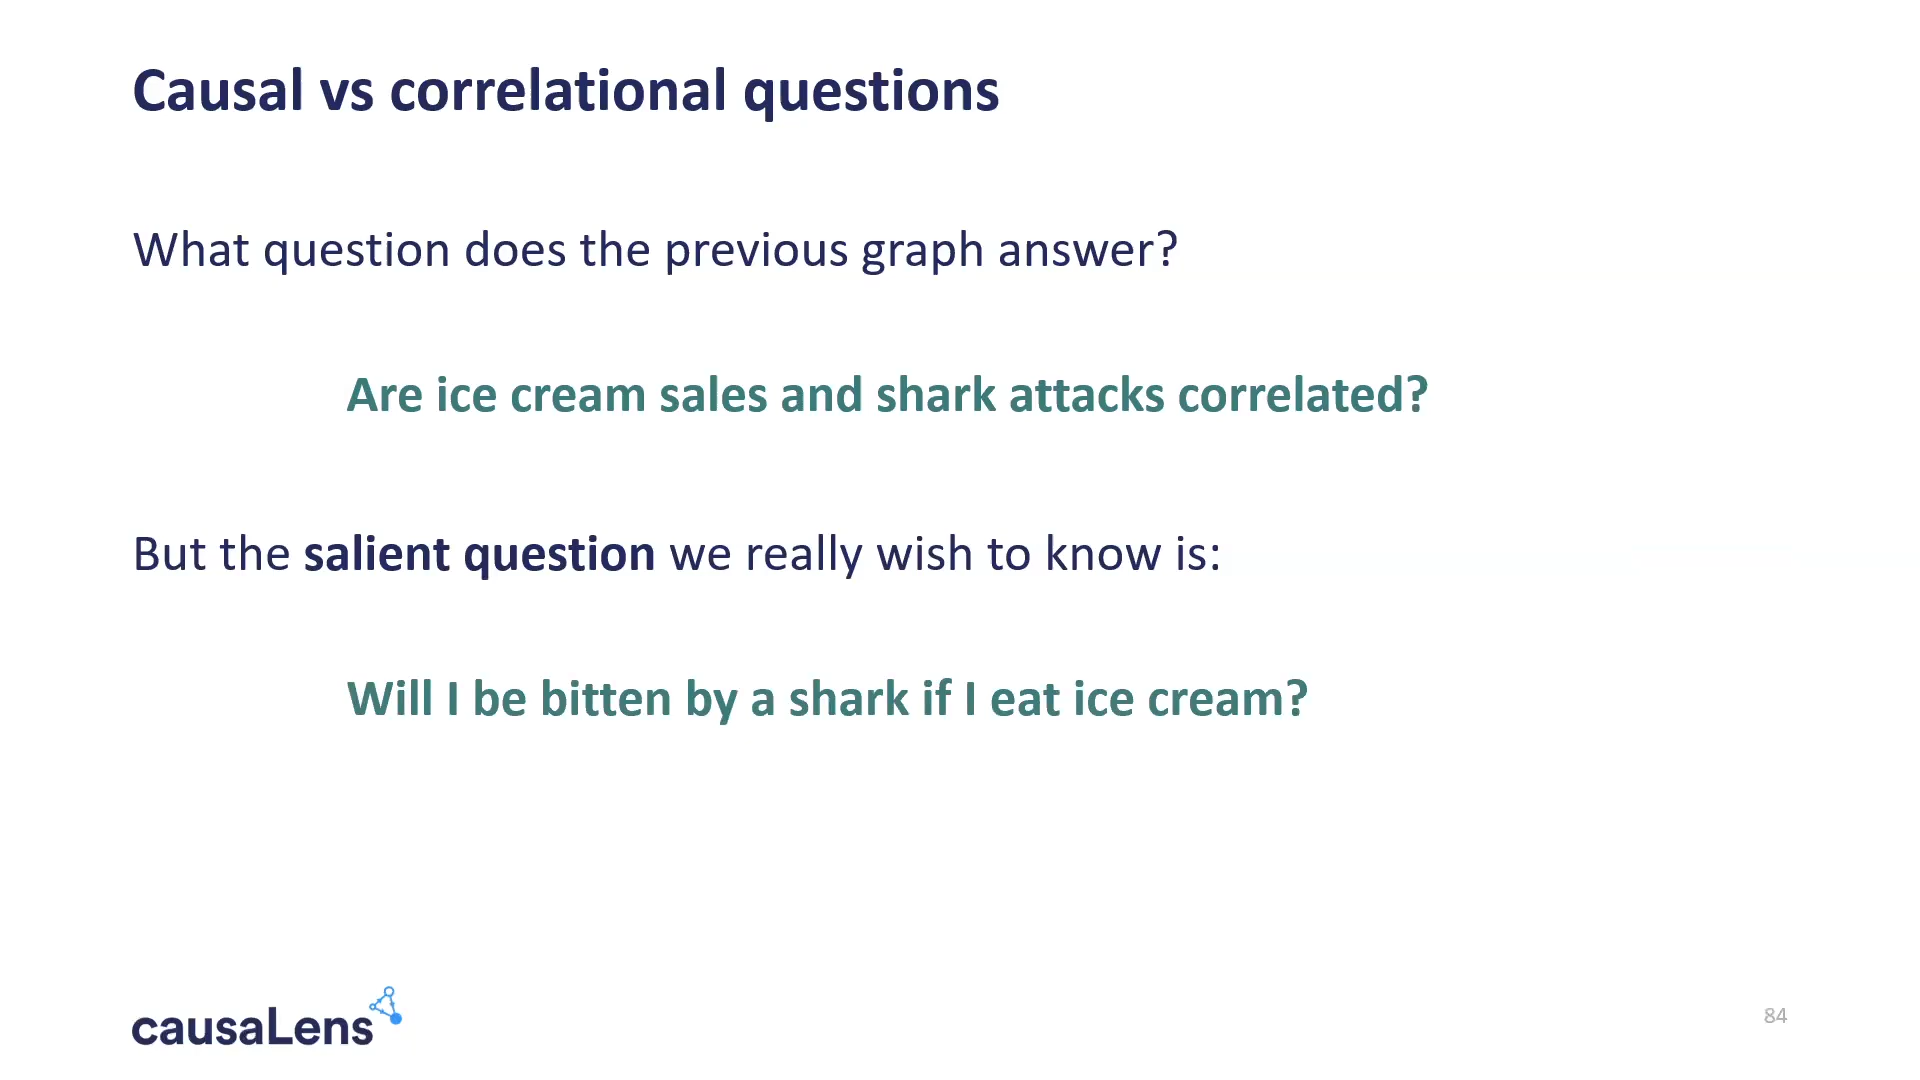 Causal vs correlational questions
What question does the previous graph answer?
Are ice cream sales and shark attacks correlated?
But the salient question we really wish to know is:
Will I be bitten by a shark if I eat ice cream?
causaLens
84